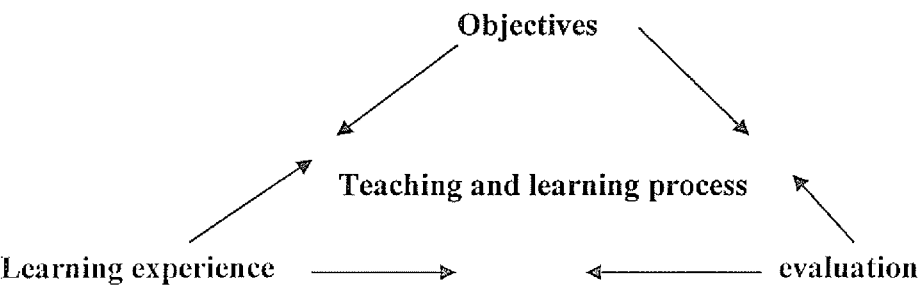 Objectives
Teaching and learning process
Learning experience
evaluation